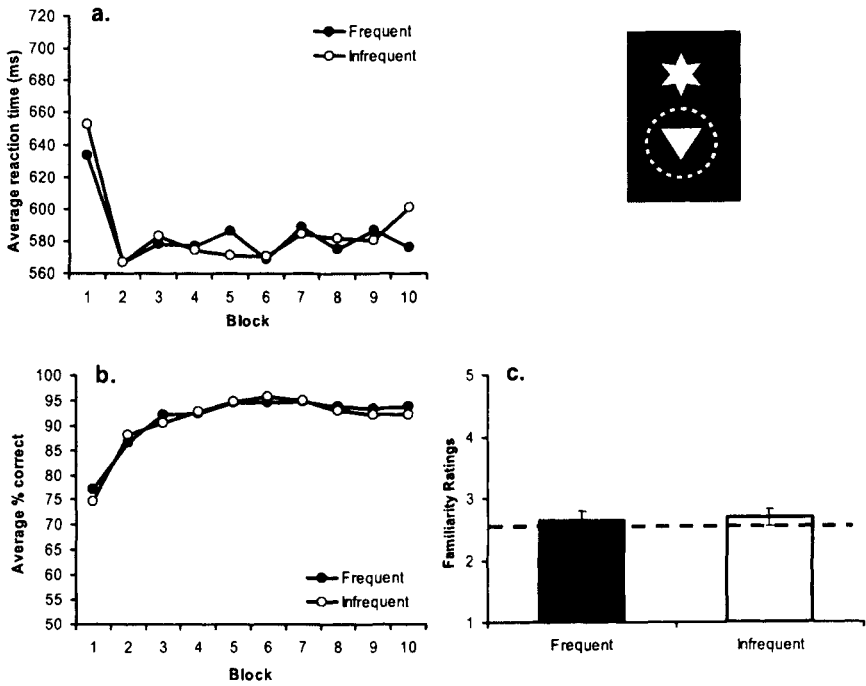 a.
Average reaction time (ms)
720
700
680
660
640
620
600
580
560
Frequent
Infrequent
1 2 3 4 5 6 7 8 9 10
Block
b.
Average % correct
100
95
90
85
80
75
70
65
60
55
50
Frequent
Infrequent
1 2 3 4 5 6 7 8 9 10
Block
c.
Familiarity Ratings
5
4
3
2
1
Frequent Infrequent